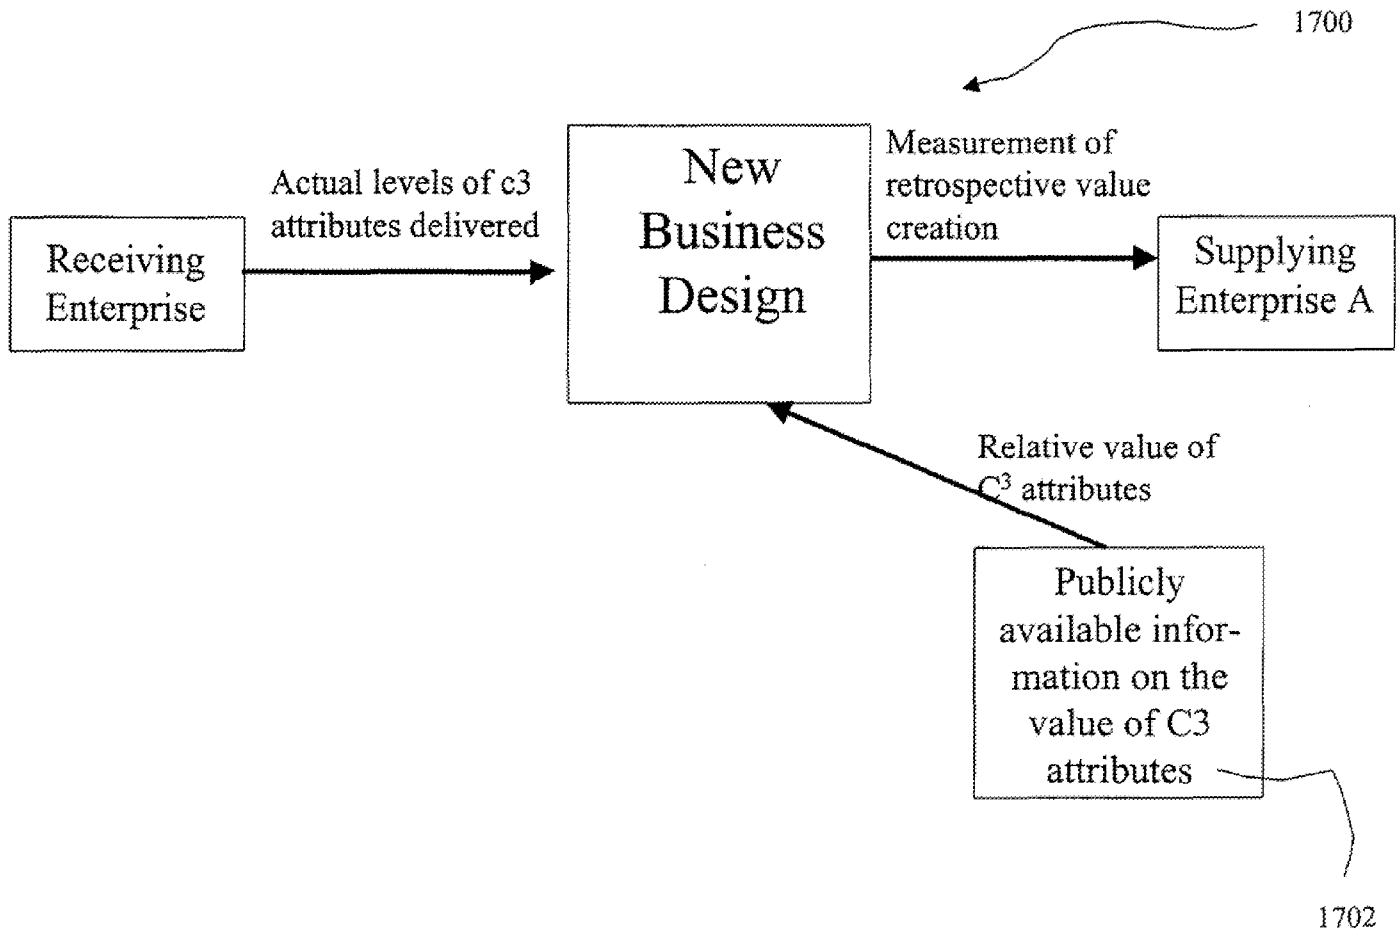 1700
New
Business
Design
Measurement of
retrospective value
creation
Actual levels of c3
attributes delivered
Receiving
Enterprise
Supplying
Enterprise A
Relative value of
C³ attributes
Publicly
available infor-
mation on the
value of C3
attributes
1702